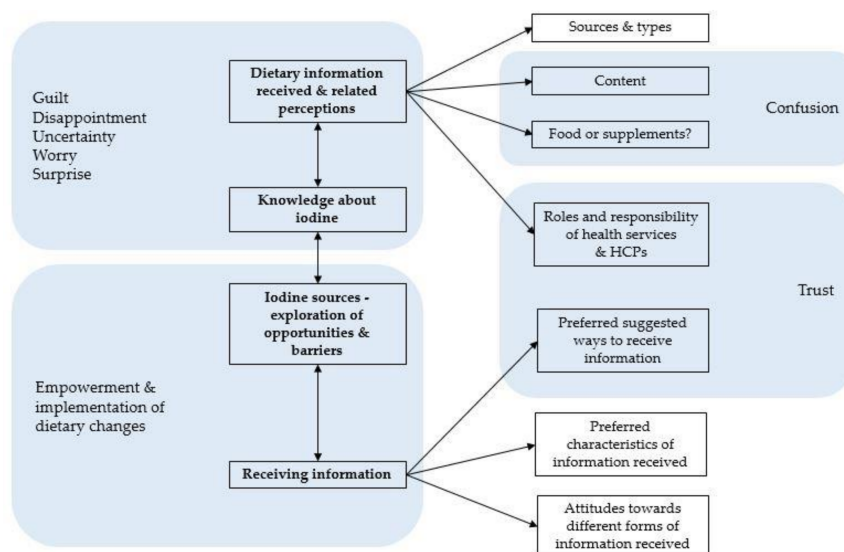 Guilt
Disappointment
Uncertainty
Worry
Surprise
Dietary information
received & related
perceptions
Knowledge about
iodine
Empowerment &
implementation of
dietary changes
Iodine sources -
exploration of
opportunities &
barriers
Receiving information
Sources & types
Content
Food or supplements?
Confusion
Roles and responsibility
of health services
& HCPs
Preferred suggested
ways to receive
information
Trust
Preferred
characteristics of
information received
Attitudes towards
different forms of
information received